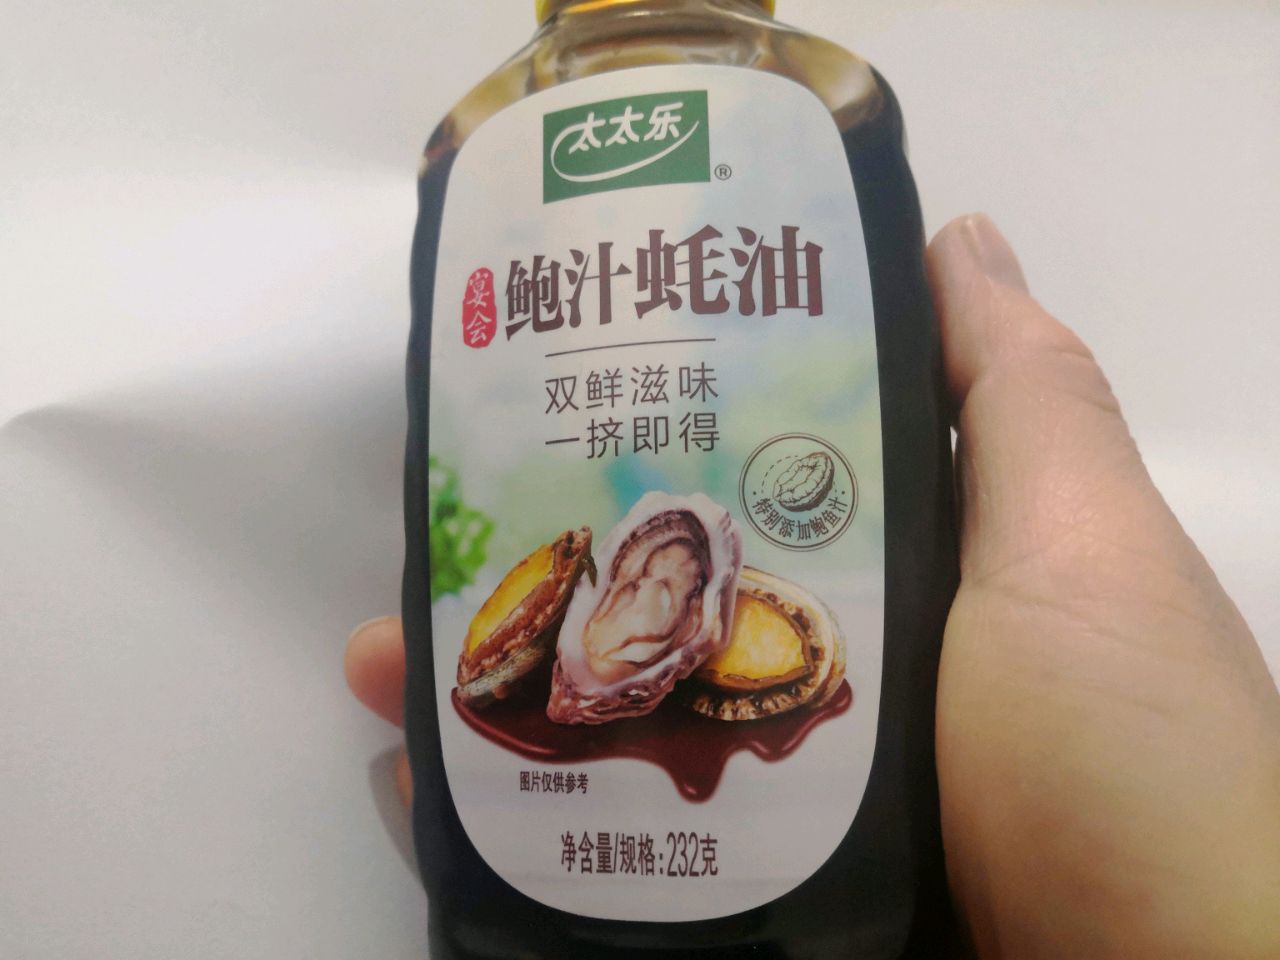 太太乐
®
宴会
鲍汁蚝油
双鲜滋味
一挤即得
特别添加鲍鱼汁
图片仅供参考
净含量/规格:232克